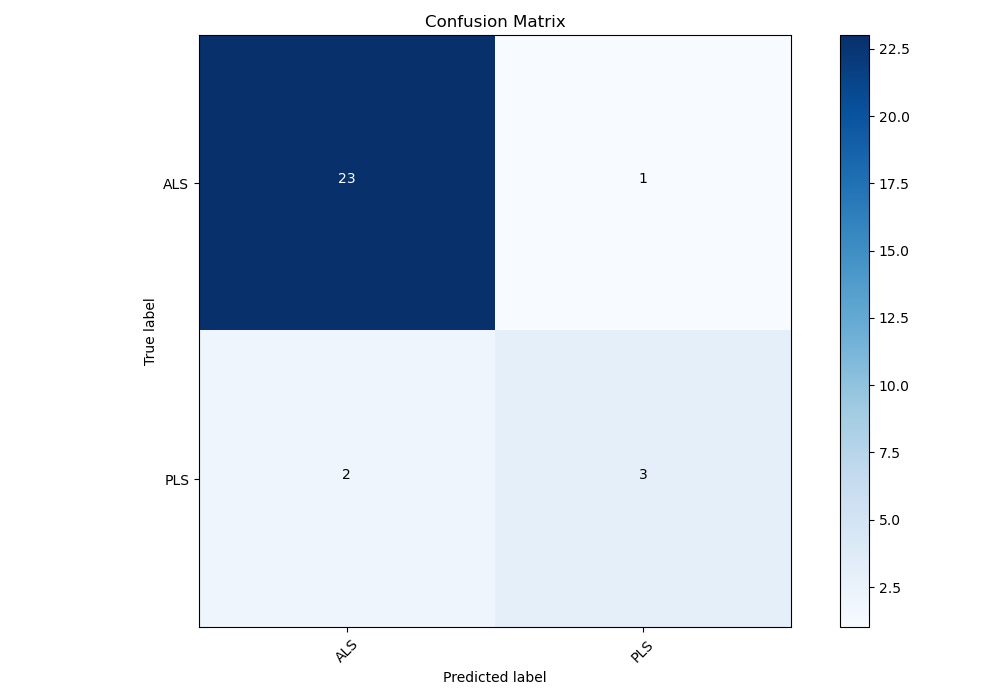 Confusion Matrix
True label
ALS
PLS
23
1
2
3
ALS
PLS
Predicted label
22.5
20.0
17.5
15.0
12.5
10.0
7.5
5.0
2.5